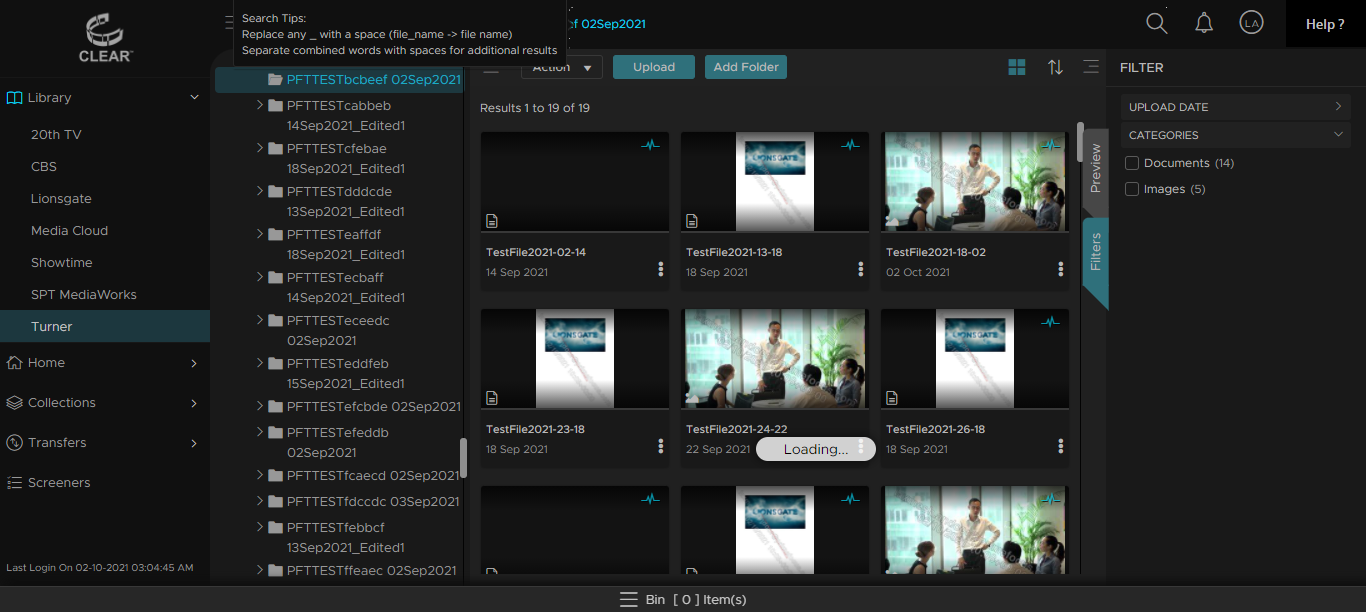 CLEAR
Library
20th TV
CBS
Lionsgate
Media Cloud
Showtime
SPT MediaWorks
Turner
Home
Collections
Transfers
Screeners
Last Login On 02-10-2021 03:04:45 AM
Search Tips:
Replace any _ with a space (file_name -> file name)
Separate combined words with spaces for additional results
02Sep2021
LA
Help ?
PFTTESTbcbeef 02Sep2021
PFTTESTcabbeb
14Sep2021_Edited1
PFTTESTcfebae
18Sep2021_Edited1
PFTTESTdddcde
13Sep2021_Edited1
PFTTESTeaffdf
18Sep2021_Edited1
PFTTESTecbaff
14Sep2021_Edited1
PFTTESTeceedc
02Sep2021
PFTTESTeddfeb
15Sep2021_Edited1
PFTTESTefcbde 02Sep2021
PFTTESTefeddb
02Sep2021
PFTTESTfcaecd 02Sep2021
PFTTESTfdccdc 03Sep2021
PFTTESTfebbcf
13Sep2021_Edited1
PFTTESTffeaec 02Sep2021
Action
Upload
Add Folder
Results 1 to 19 of 19
LIONSGATE
TestFile2021-02-14
14 Sep 2021
TestFile2021-13-18
18 Sep 2021
TestFile2021-18-02
02 Oct 2021
LIONSGATE
LIONSGATE
TestFile2021-23-18
18 Sep 2021
TestFile2021-24-22
22 Sep 2021
Loading...
TestFile2021-26-18
18 Sep 2021
LIONSGATE
Preview
Filters
FILTER
UPLOAD DATE
CATEGORIES
Documents (14)
Images (5)
Bin [ 0 ] Item(s)